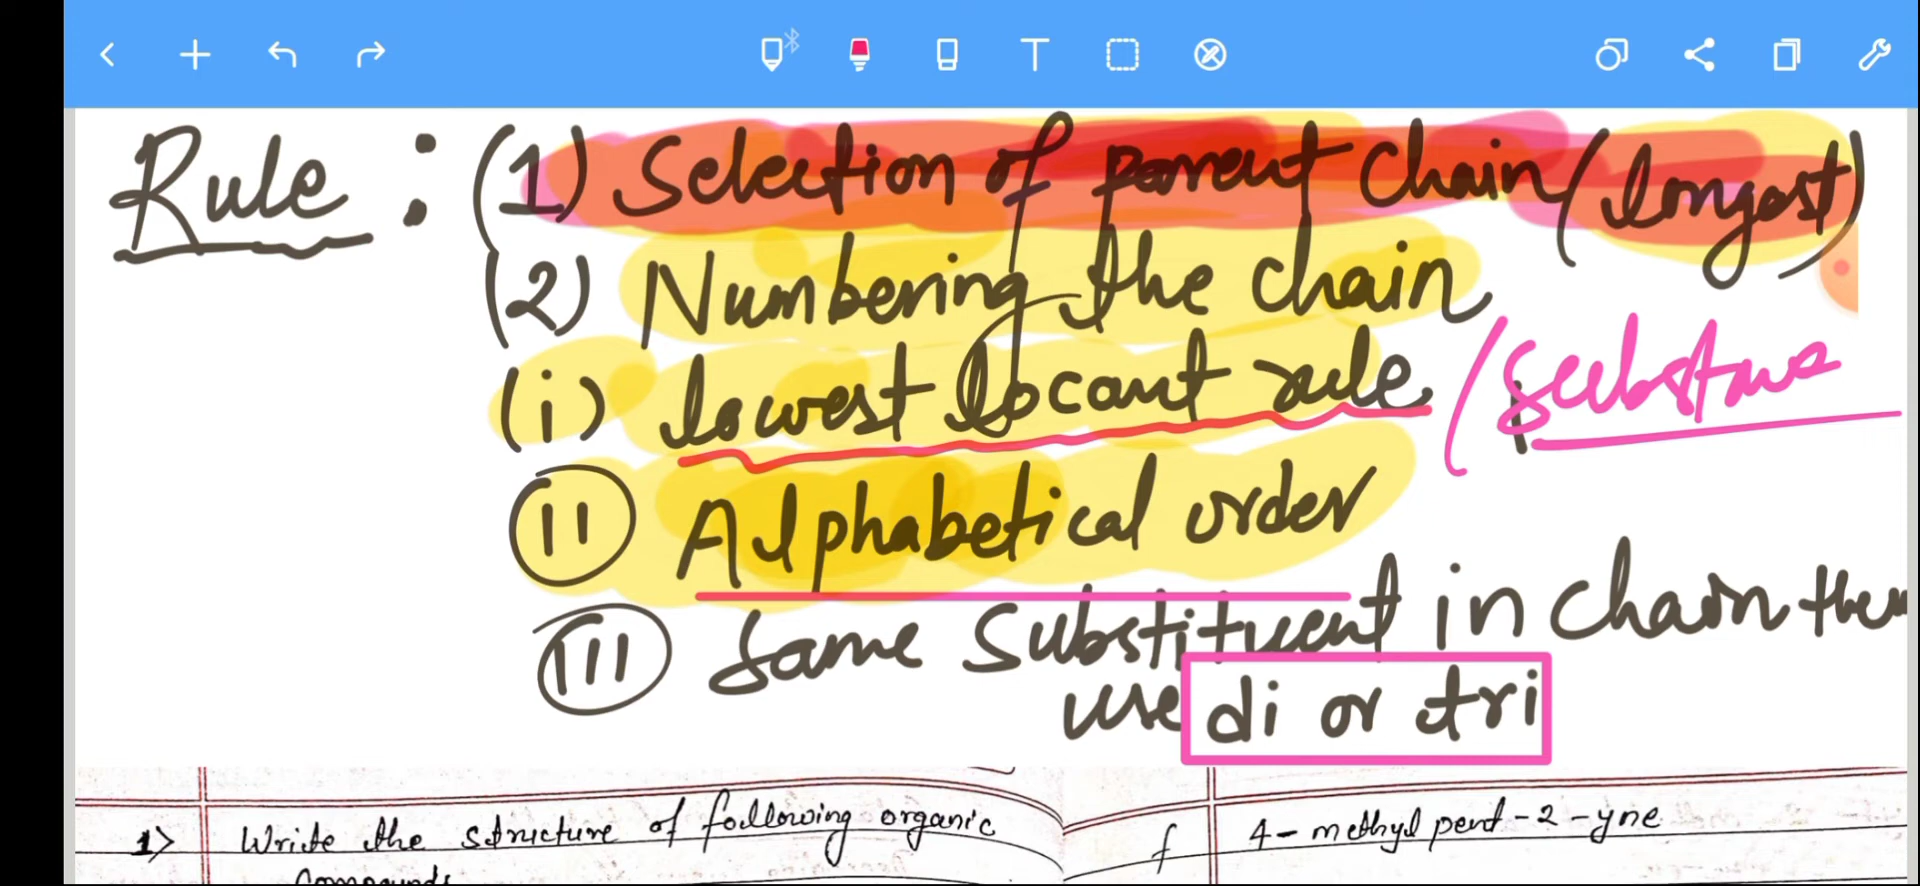 Rule : (1) Selection of parent chain (longest)
(2) Numbering the chain
(i) lowest locant rule (
(ii) Alphabetical order
(iii) Same Substituent in chain then
use di or tri
1> Write the structure of following organic
compounds.
f 4 - methyl pent - 2 - yne